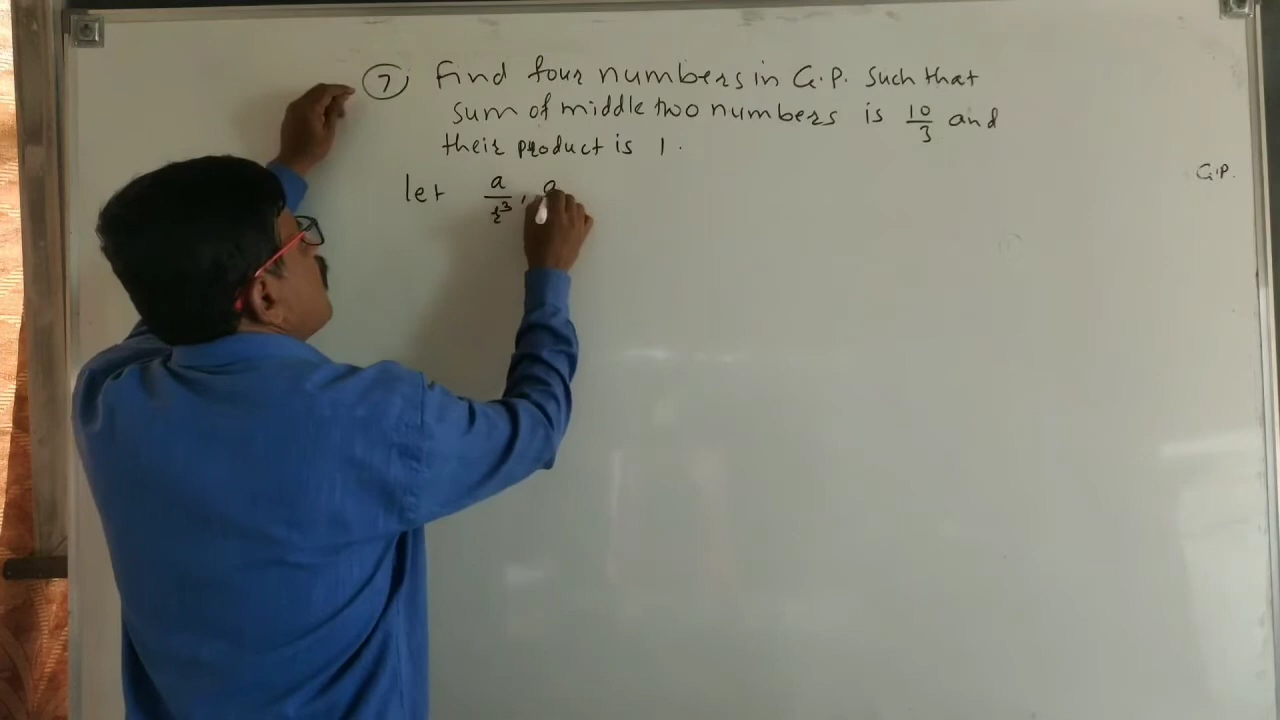 7) Find four numbers in G.P. such that
sum of middle two numbers is 10/3 and
their product is 1.
G.P.
let a/r³, a